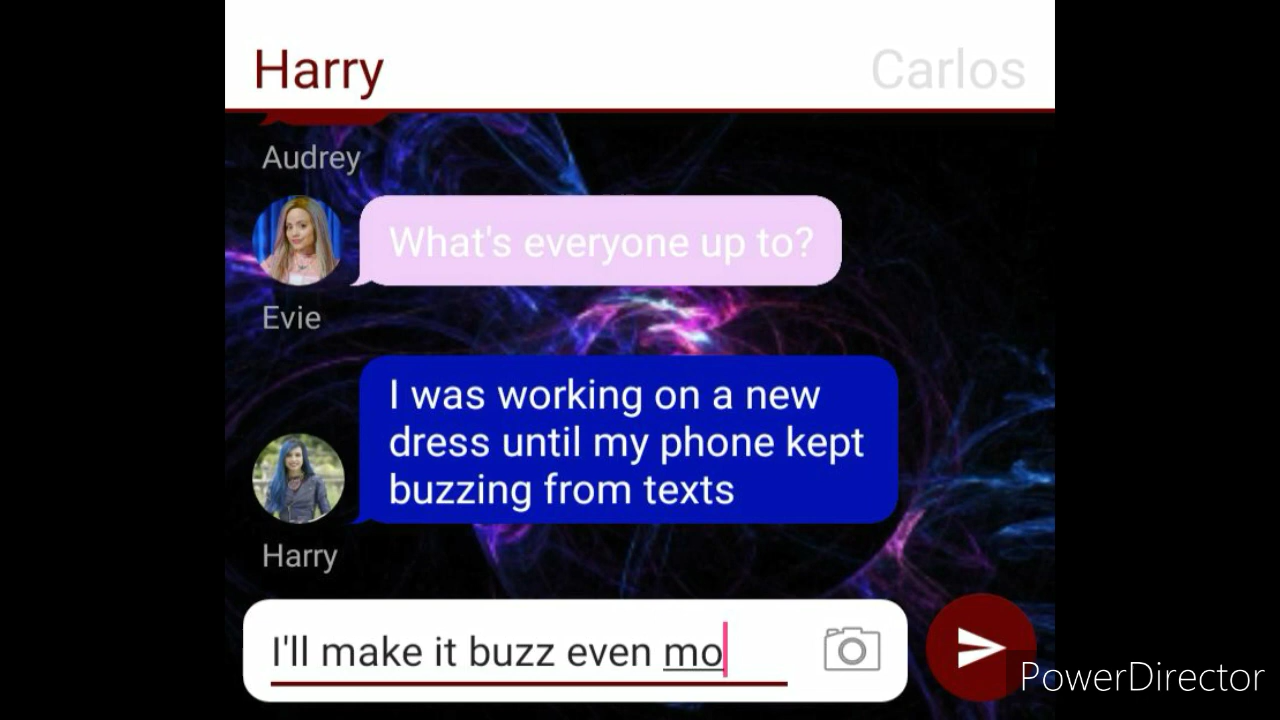 Harry Carlos
Audrey
What's everyone up to?
Evie
I was working on a new
dress until my phone kept
buzzing from texts
Harry
I'll make it buzz even mo
PowerDirector